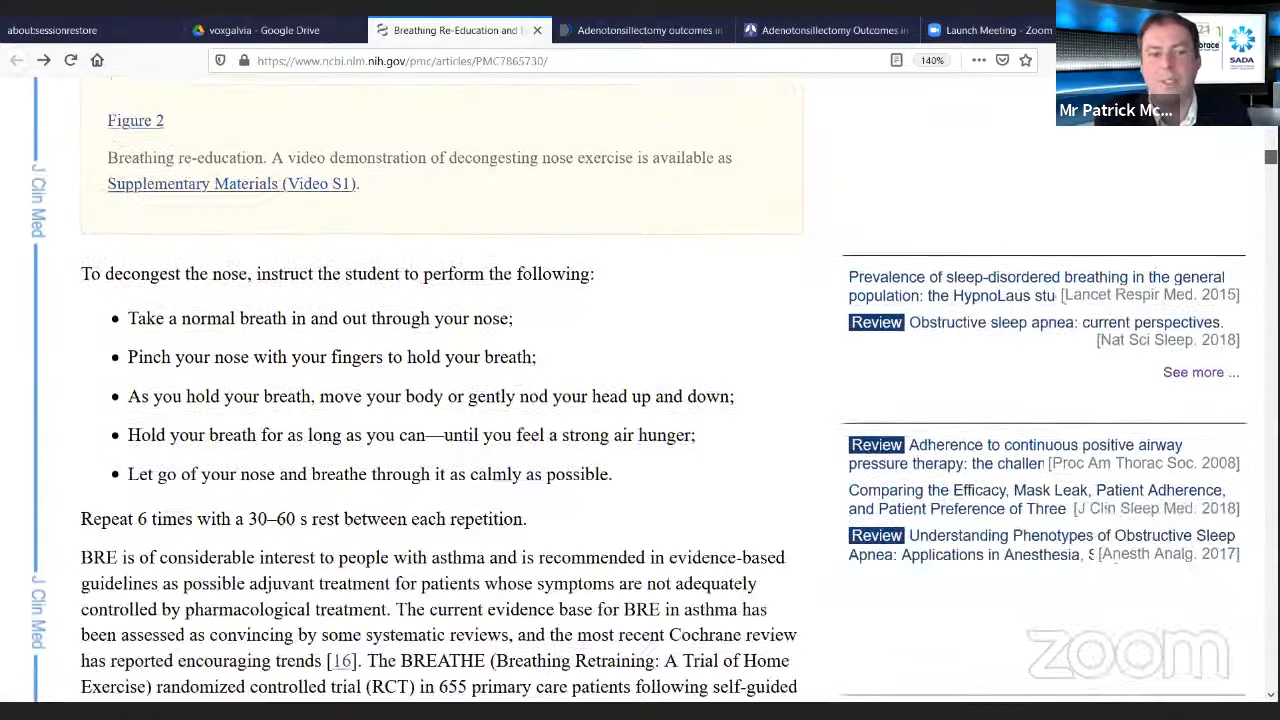 aboutsessionrestore
voxgalvia - Google Drive
Breathing Re-Education and
Adenotonsillectomy outcomes in
Adenotonsillectomy Outcomes in
Launch Meeting - Zoom
https://www.ncbi.nlm.nih.gov/pmc/articles/PMC7865730/
140%
SADA
Mr Patrick Mc...
Figure 2
Breathing re-education. A video demonstration of decongesting nose exercise is available as
Supplementary Materials (Video S1).
J Clin Med
To decongest the nose, instruct the student to perform the following:
• Take a normal breath in and out through your nose;
• Pinch your nose with your fingers to hold your breath;
• As you hold your breath, move your body or gently nod your head up and down;
• Hold your breath for as long as you can—until you feel a strong air hunger;
• Let go of your nose and breathe through it as calmly as possible.
Repeat 6 times with a 30–60 s rest between each repetition.
BRE is of considerable interest to people with asthma and is recommended in evidence-based
guidelines as possible adjuvant treatment for patients whose symptoms are not adequately
controlled by pharmacological treatment. The current evidence base for BRE in asthma has
been assessed as convincing by some systematic reviews, and the most recent Cochrane review
has reported encouraging trends [16]. The BREATHE (Breathing Retraining: A Trial of Home
Exercise) randomized controlled trial (RCT) in 655 primary care patients following self-guided
J Clin Med
Prevalence of sleep-disordered breathing in the general
population: the HypnoLaus stu [Lancet Respir Med. 2015]
Review Obstructive sleep apnea: current perspectives.
[Nat Sci Sleep. 2018]
See more ...
Review Adherence to continuous positive airway
pressure therapy: the challen [Proc Am Thorac Soc. 2008]
Comparing the Efficacy, Mask Leak, Patient Adherence,
and Patient Preference of Three [J Clin Sleep Med. 2018]
Review Understanding Phenotypes of Obstructive Sleep
Apnea: Applications in Anesthesia, S [Anesth Analg. 2017]
zoom